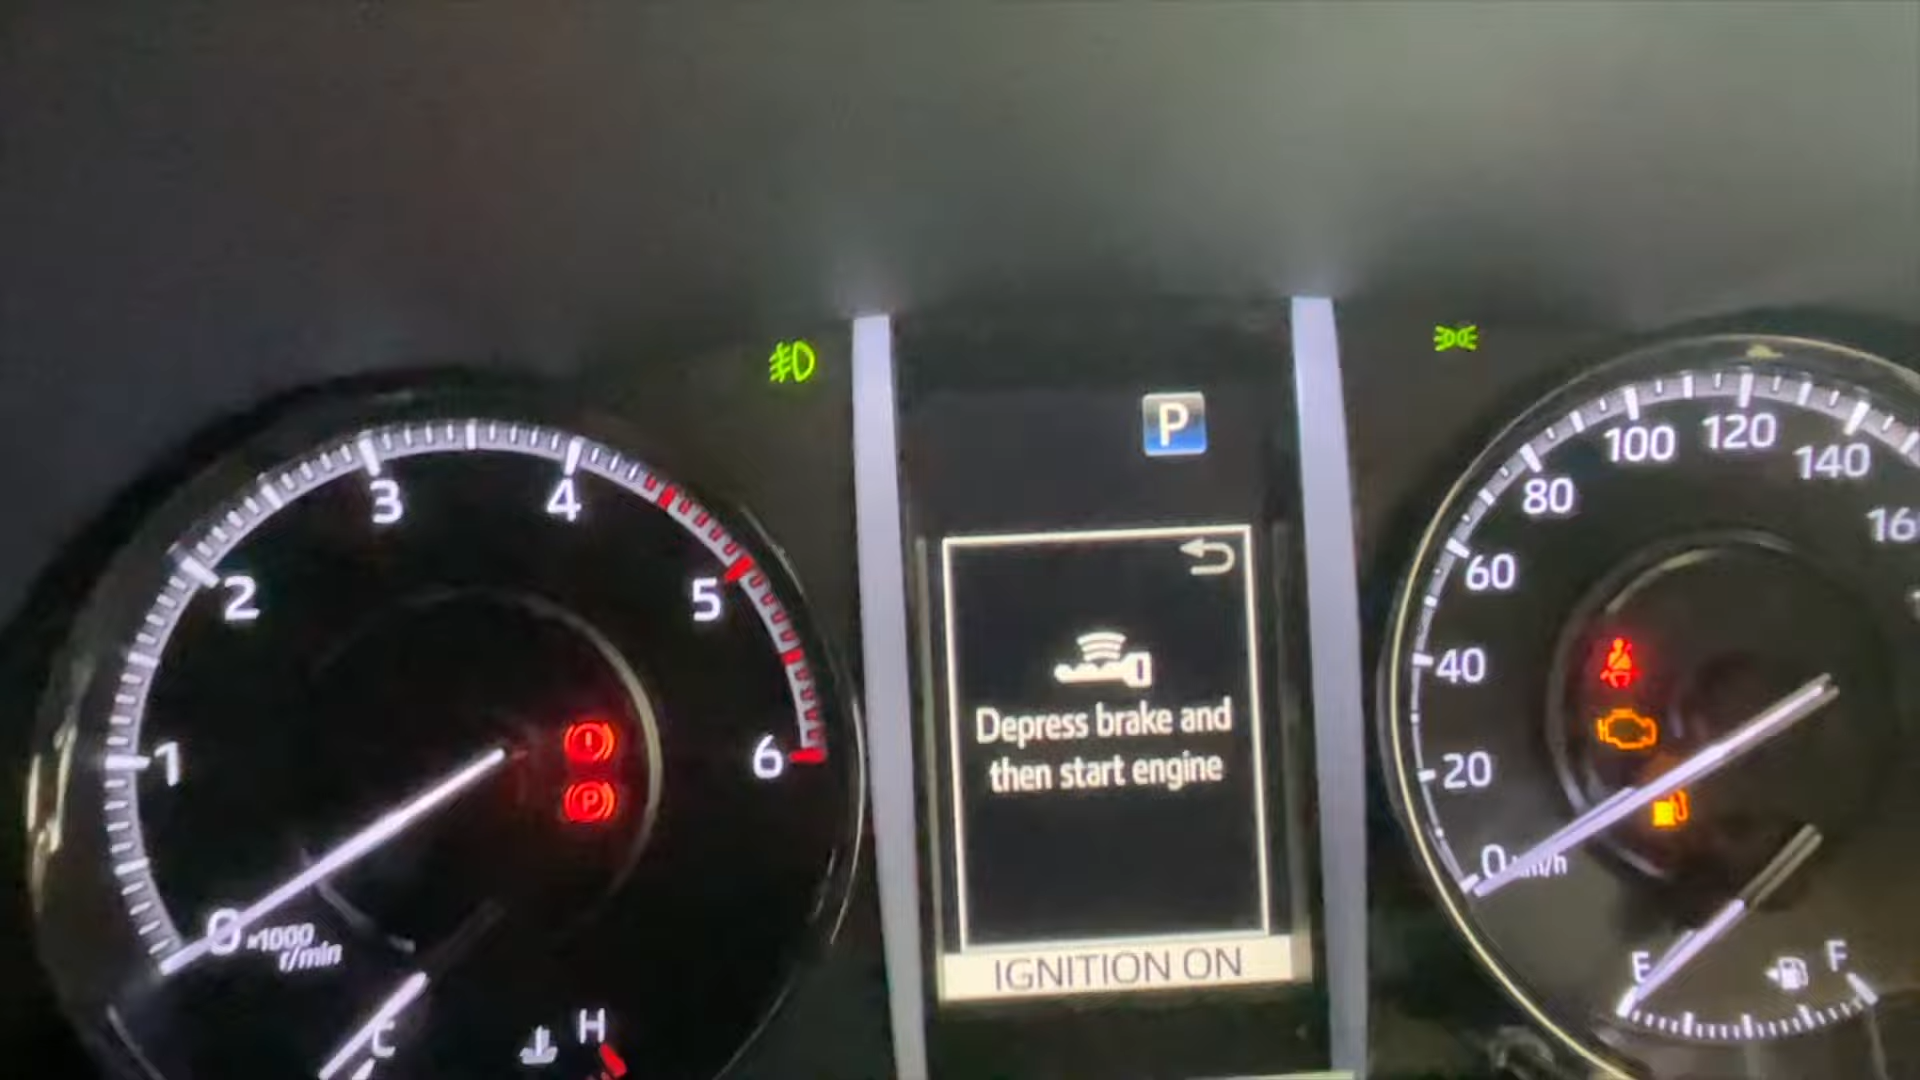 P
Depress brake and
then start engine
IGNITION ON
0
1
2
3
4
5
6
×1000
r/min
P
C
H
0
20
40
60
80
100
120
140
km/h
E
F